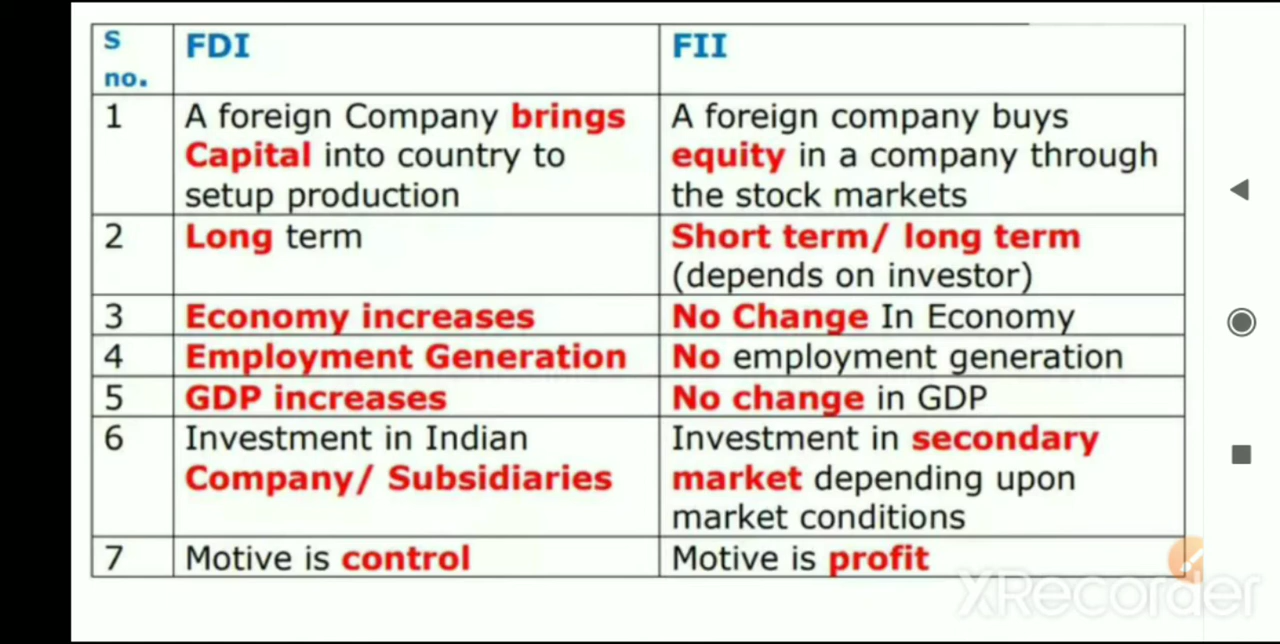 S no. FDI FII
1 A foreign Company brings A foreign company buys
Capital into country to equity in a company through
setup production the stock markets
2 Long term Short term/ long term
(depends on investor)
3 Economy increases No Change In Economy
4 Employment Generation No employment generation
5 GDP increases No change in GDP
6 Investment in Indian Investment in secondary
Company/ Subsidiaries market depending upon
market conditions
7 Motive is control Motive is profit
XRecorder